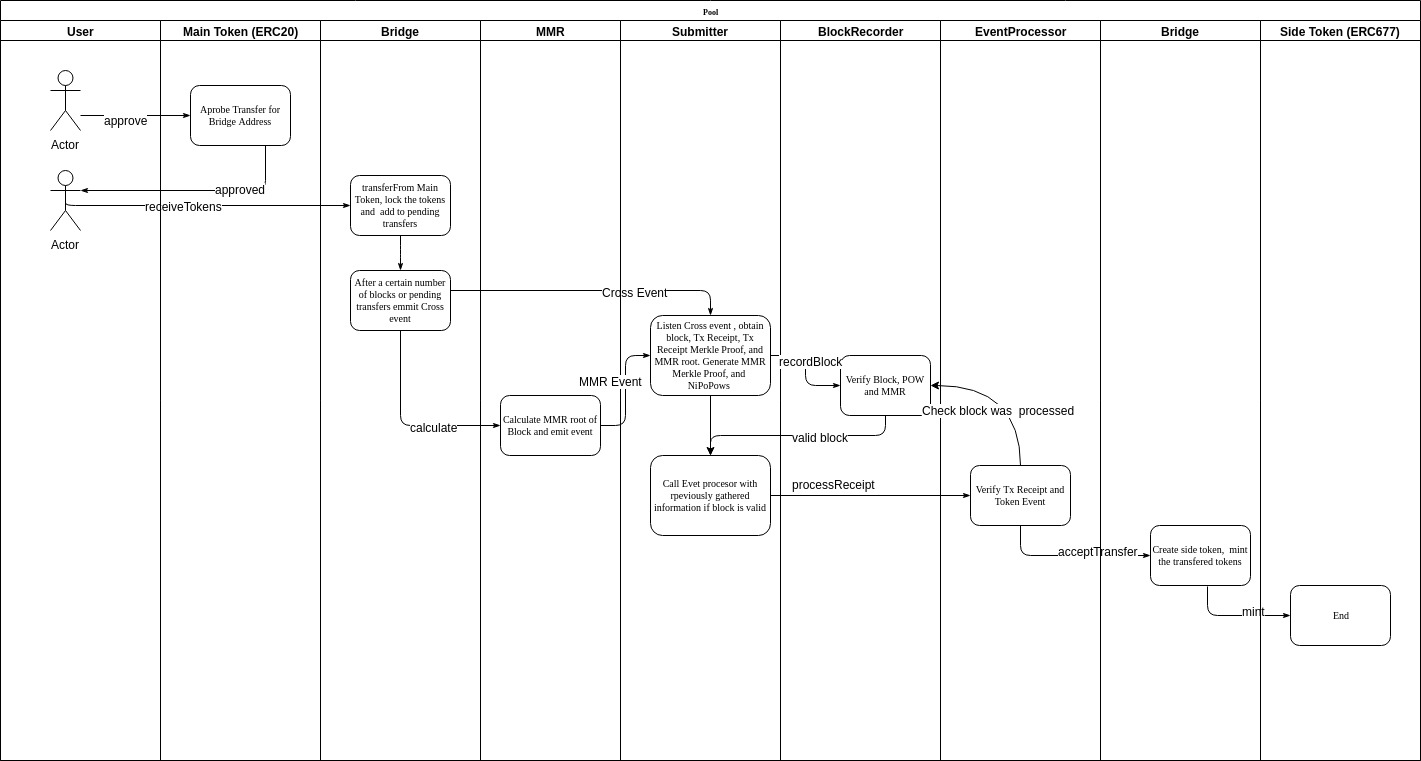 Pool
User
Main Token (ERC20)
Bridge
MMR
Submitter
BlockRecorder
EventProcessor
Bridge
Side Token (ERC677)
Actor
approve
Aprobe Transfer for
Bridge Address
approved
receiveTokens
Actor
transferFrom Main
Token, lock the tokens
and  add to pending
transfers
After a certain number
of blocks or pending
transfers emmit Cross
event
Cross Event
Listen Cross event , obtain
block, Tx Receipt, Tx
Receipt Merkle Proof, and
MMR root. Generate MMR
Merkle Proof, and
NiPoPows
recordBlock
Verify Block, POW
and MMR
MMR Event
calculate
Calculate MMR root of
Block and emit event
Check block was  processed
valid block
Call Evet procesor with
rpeviously gathered
information if block is valid
processReceipt
Verify Tx Receipt and
Token Event
acceptTransfer
Create side token,  mint
the transfered tokens
mint
End